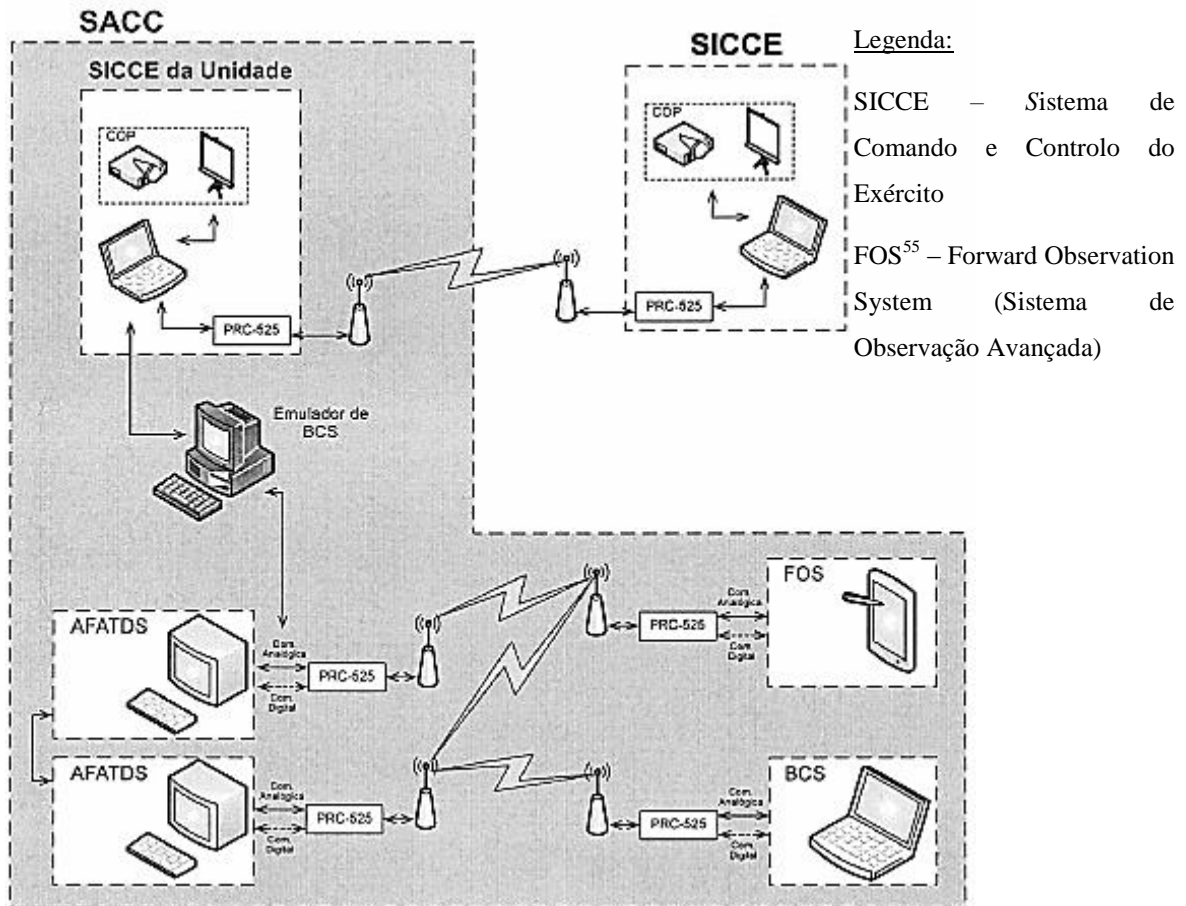 SACC
SICCE da Unidade
COP
PRC-525
SICCE
COP
PRC-525
Legenda:
SICCE – Sistema de
Comando e Controlo do
Exército
FOS55 – Forward Observation
System (Sistema de
Observação Avançada)
Emulador de
BCS
AFATDS
Com.
Analógica
Com.
Digital
PRC-525
PRC-525
Com.
Analógica
Com.
Digital
FOS
AFATDS
Com.
Analógica
Com.
Digital
PRC-525
PRC-525
Com.
Analógica
Com.
Digital
BCS